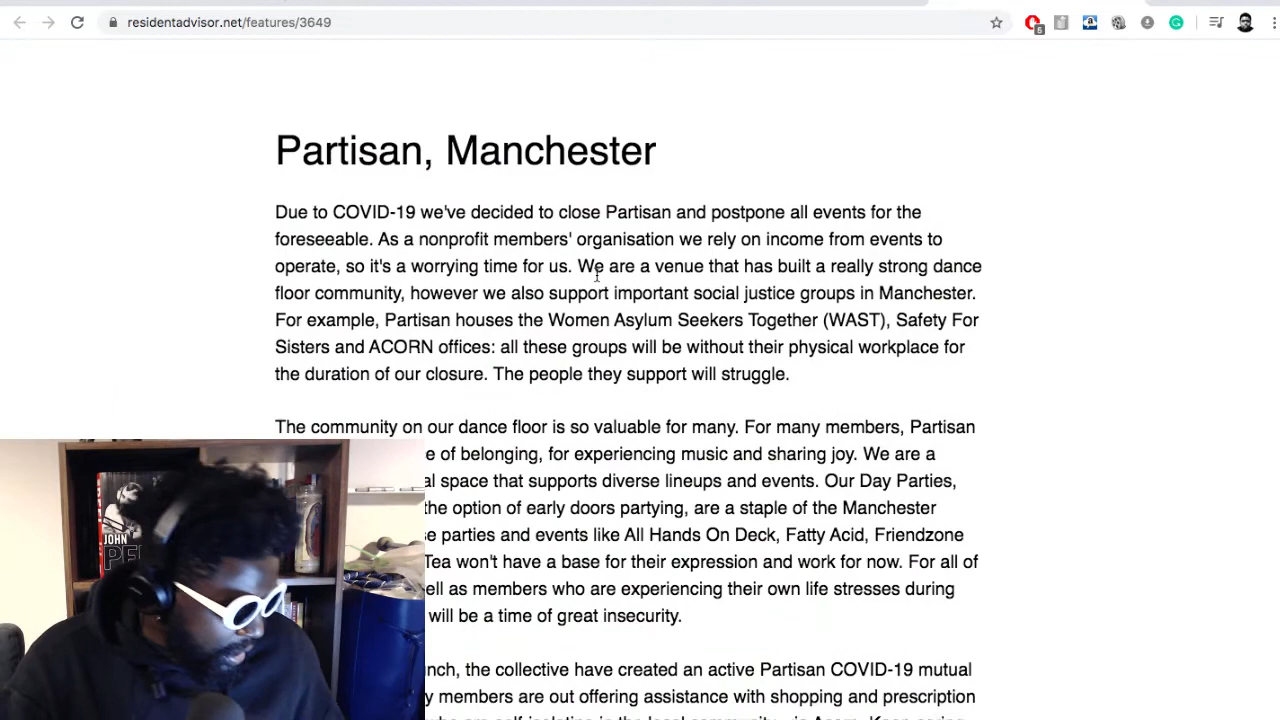 residentadvisor.net/features/3649
5
Partisan, Manchester
Due to COVID-19 we've decided to close Partisan and postpone all events for the
foreseeable. As a nonprofit members' organisation we rely on income from events to
operate, so it's a worrying time for us. We are a venue that has built a really strong dance
floor community, however we also support important social justice groups in Manchester.
For example, Partisan houses the Women Asylum Seekers Together (WAST), Safety For
Sisters and ACORN offices: all these groups will be without their physical workplace for
the duration of our closure. The people they support will struggle.
The community on our dance floor is so valuable for many. For many members, Partisan
e of belonging, for experiencing music and sharing joy. We are a
al space that supports diverse lineups and events. Our Day Parties,
the option of early doors partying, are a staple of the Manchester
se parties and events like All Hands On Deck, Fatty Acid, Friendzone
Tea won't have a base for their expression and work for now. For all of
ell as members who are experiencing their own life stresses during
will be a time of great insecurity.
unch, the collective have created an active Partisan COVID-19 mutual
y members are out offering assistance with shopping and prescription
JOHN
PE